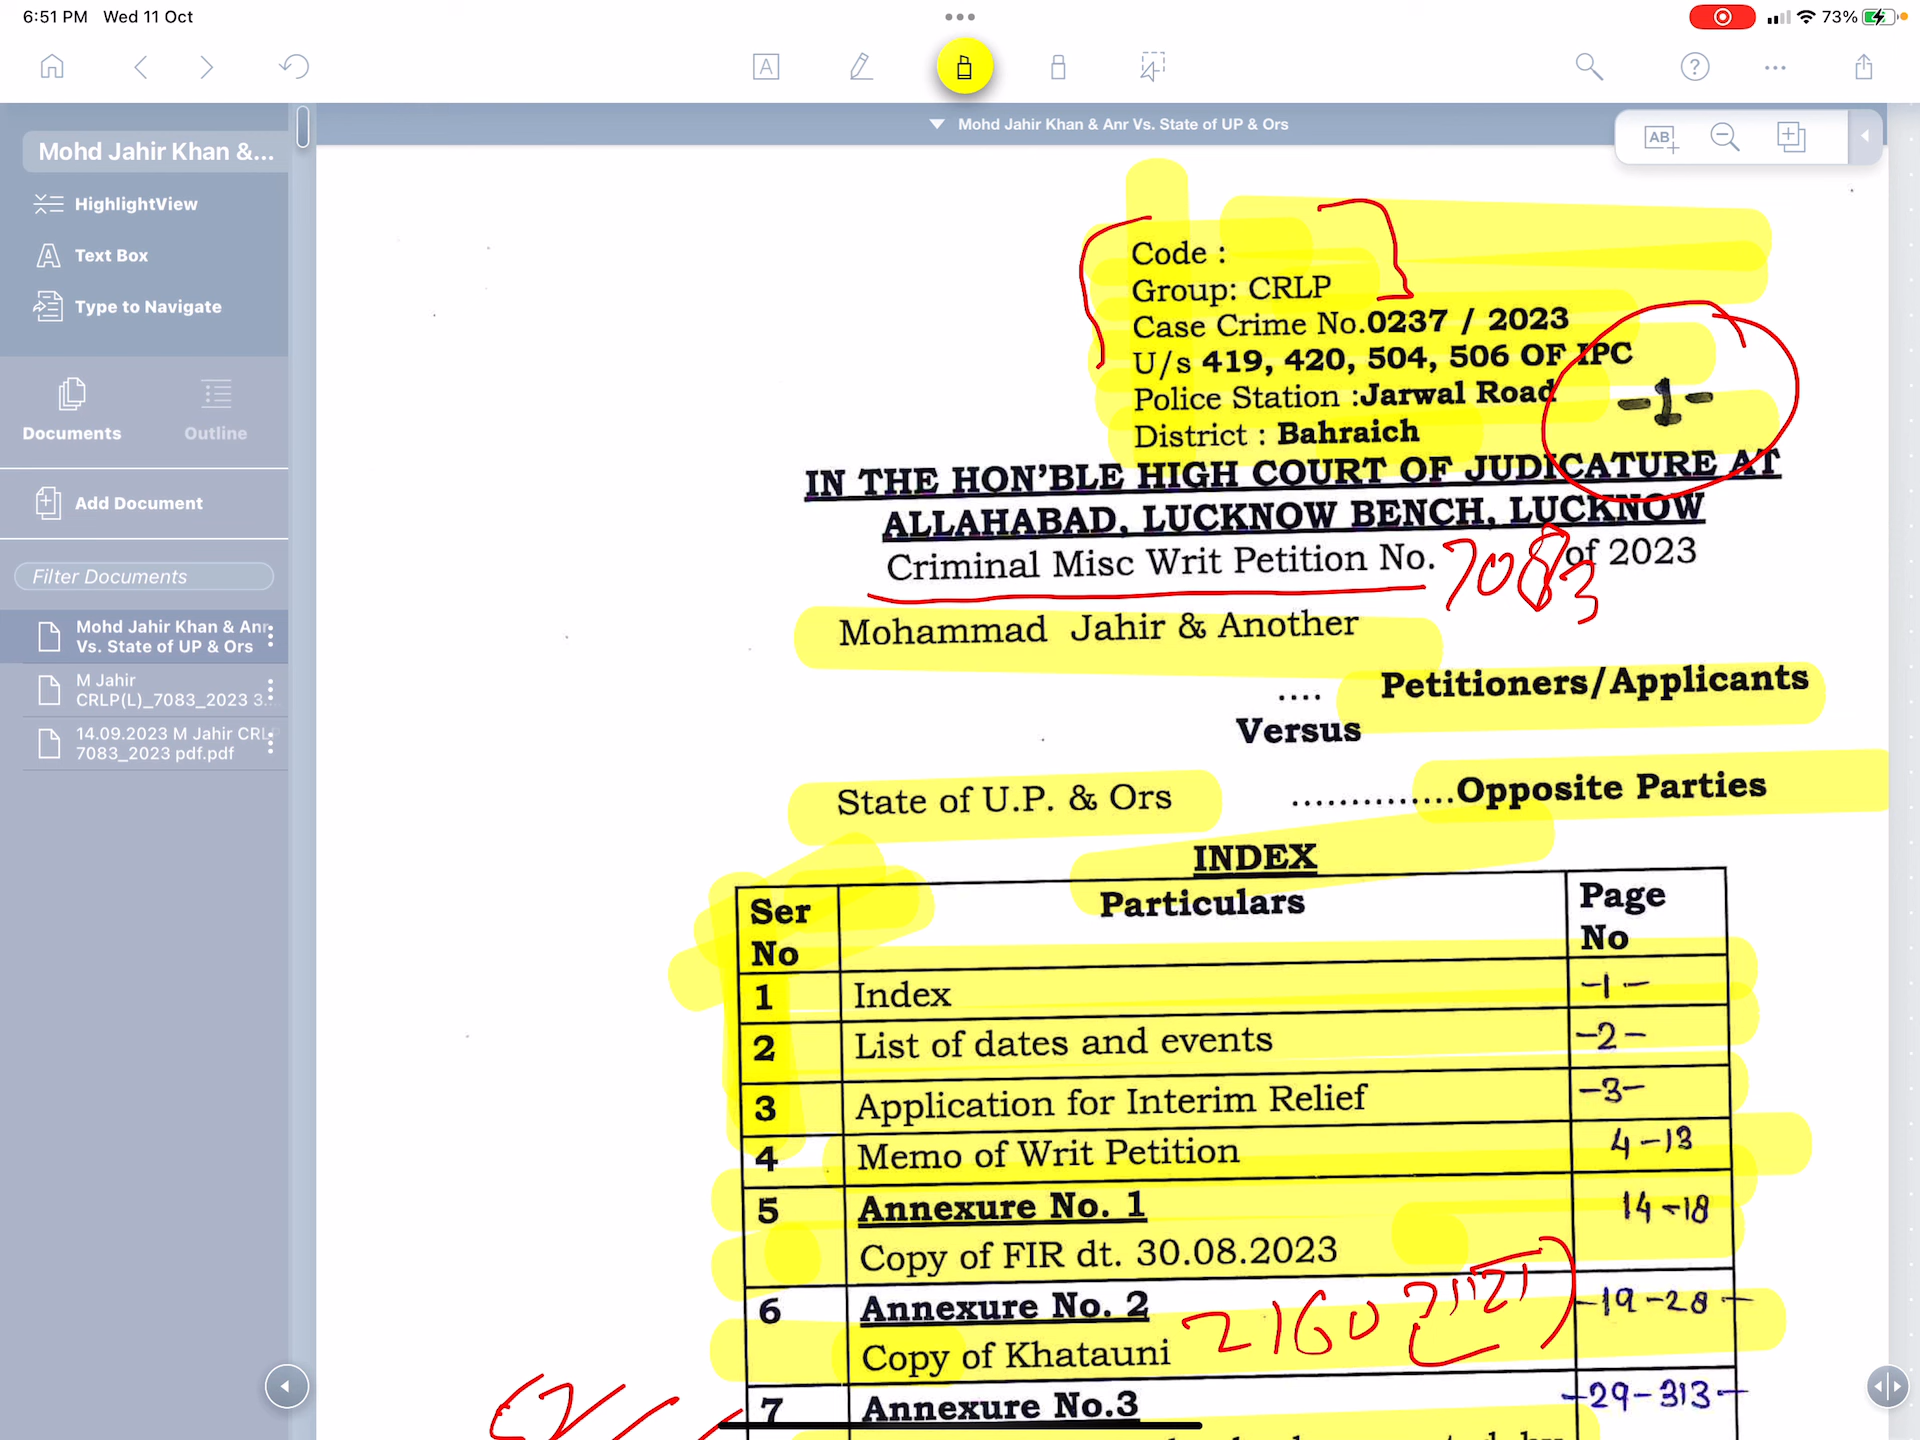 6:51 PM Wed 11 Oct
73%
Mohd Jahir Khan & Anr Vs. State of UP & Ors
Mohd Jahir Khan &...
HighlightView
Text Box
Type to Navigate
Documents
Outline
Add Document
Filter Documents
Mohd Jahir Khan & Anr
Vs. State of UP & Ors
M Jahir
CRLP(L)_7083_2023 3...
14.09.2023 M Jahir CRLP
7083_2023 pdf.pdf
Code :
Group: CRLP
Case Crime No.0237 / 2023
U/s 419, 420, 504, 506 OF IPC
Police Station :Jarwal Road
-1-
District : Bahraich
IN THE HON'BLE HIGH COURT OF JUDICATURE AT
ALLAHABAD, LUCKNOW BENCH, LUCKNOW
Criminal Misc Writ Petition No. 7083 of 2023
Mohammad Jahir & Another
.... Petitioners/Applicants
Versus
State of U.P. & Ors ...............Opposite Parties
INDEX
Ser No Particulars Page No
1 Index -1-
2 List of dates and events -2-
3 Application for Interim Relief -3-
4 Memo of Writ Petition 4-13
5 Annexure No. 1 14-18
Copy of FIR dt. 30.08.2023
6 Annexure No. 2 -19-28-
Copy of Khatauni 2160
7 Annexure No.3 -29-313-